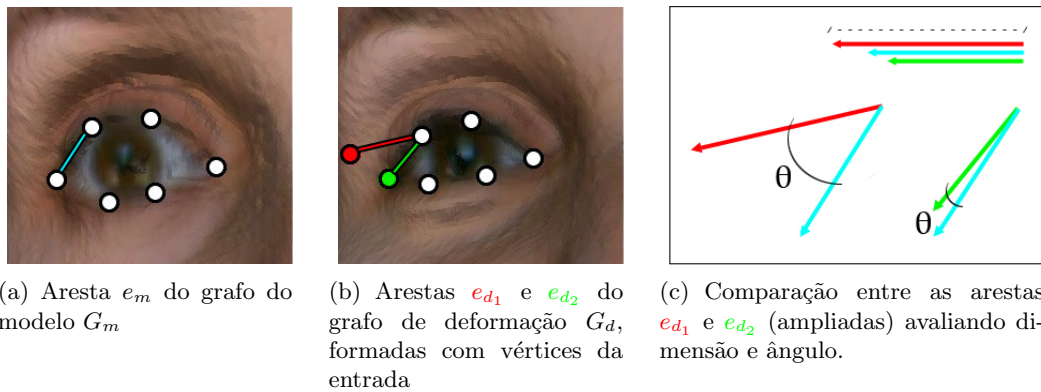 θ
θ
(a) Aresta e_m do grafo do
modelo G_m
(b) Arestas e_{d_1} e e_{d_2} do
grafo de deformação G_d,
formadas com vértices da
entrada
(c) Comparação entre as arestas
e_{d_1} e e_{d_2} (ampliadas) avaliando di-
mensão e ângulo.